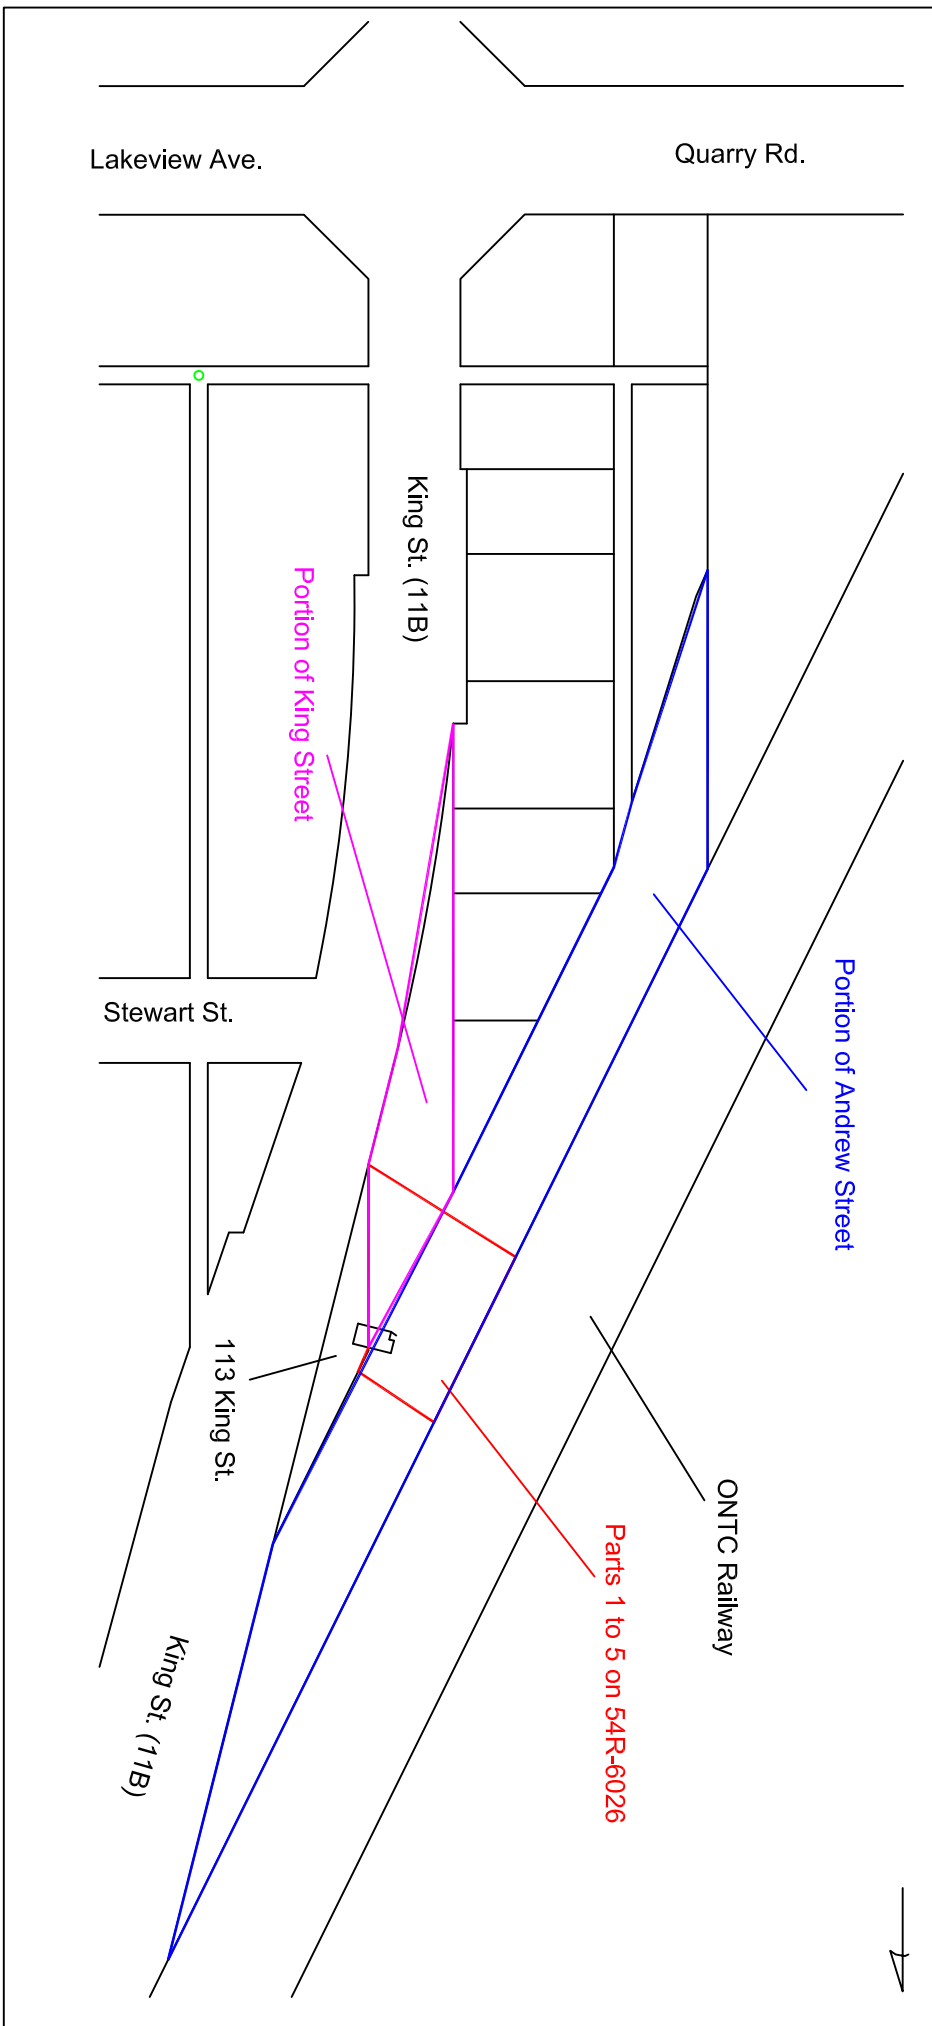 Lakeview Ave.
Quarry Rd.
King St. (11B)
Portion of King Street
Portion of Andrew Street
Stewart St.
113 King St.
ONTC Railway
Parts 1 to 5 on 54R-6026
King St. (11B)